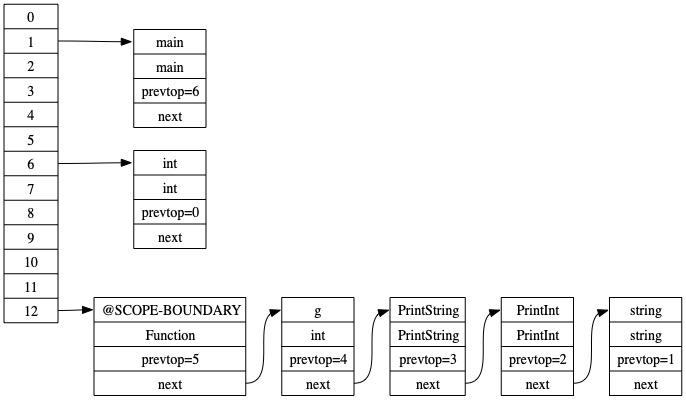 0
1
2
3
4
5
6
7
8
9
10
11
12
main
main
prevtop=6
next
int
int
prevtop=0
next
@SCOPE-BOUNDARY
Function
prevtop=5
next
g
int
prevtop=4
next
PrintString
PrintString
prevtop=3
next
PrintInt
PrintInt
prevtop=2
next
string
string
prevtop=1
next